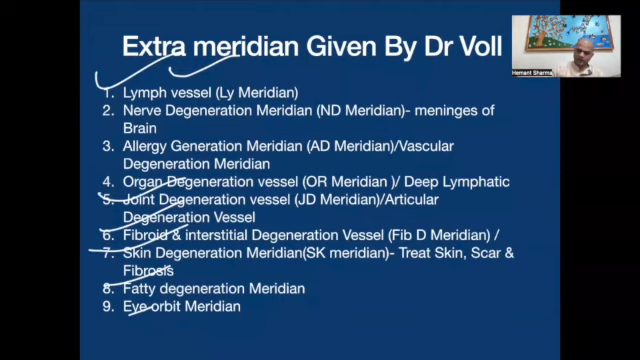 Extra meridian Given By Dr Voll
Hemant Sharma
1. Lymph vessel (Ly Meridian)
2. Nerve Degeneration Meridian (ND Meridian)- meninges of
Brain
3. Allergy Generation Meridian (AD Meridian)/Vascular
Degeneration Meridian
4. Organ Degeneration vessel (OR Meridian )/ Deep Lymphatic
5. Joint Degeneration vessel (JD Meridian)/Articular
Degeneration Vessel
6. Fibroid & interstitial Degeneration Vessel (Fib D Meridian) /
7. Skin Degeneration Meridian(SK meridian)- Treat Skin, Scar &
Fibrosis
8. Fatty degeneration Meridian
9. Eye orbit Meridian